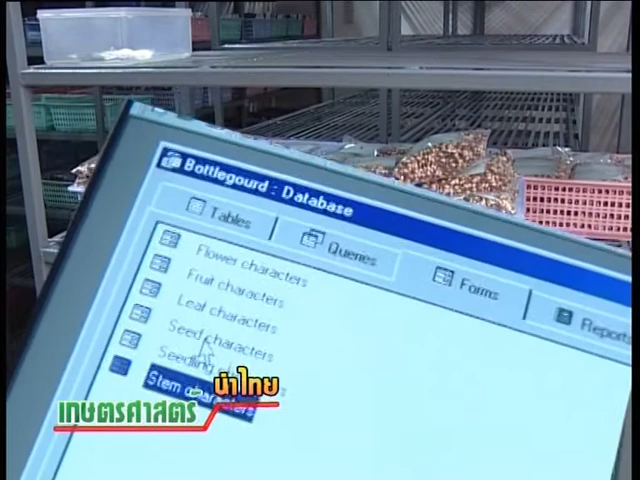 Bottlegourd : Database
Tables
Queries
Forms
Reports
Flower characters
Fruit characters
Leaf characters
Seed characters
Seedling
Stem characters
เกษตรศาสตร์
นำไทย